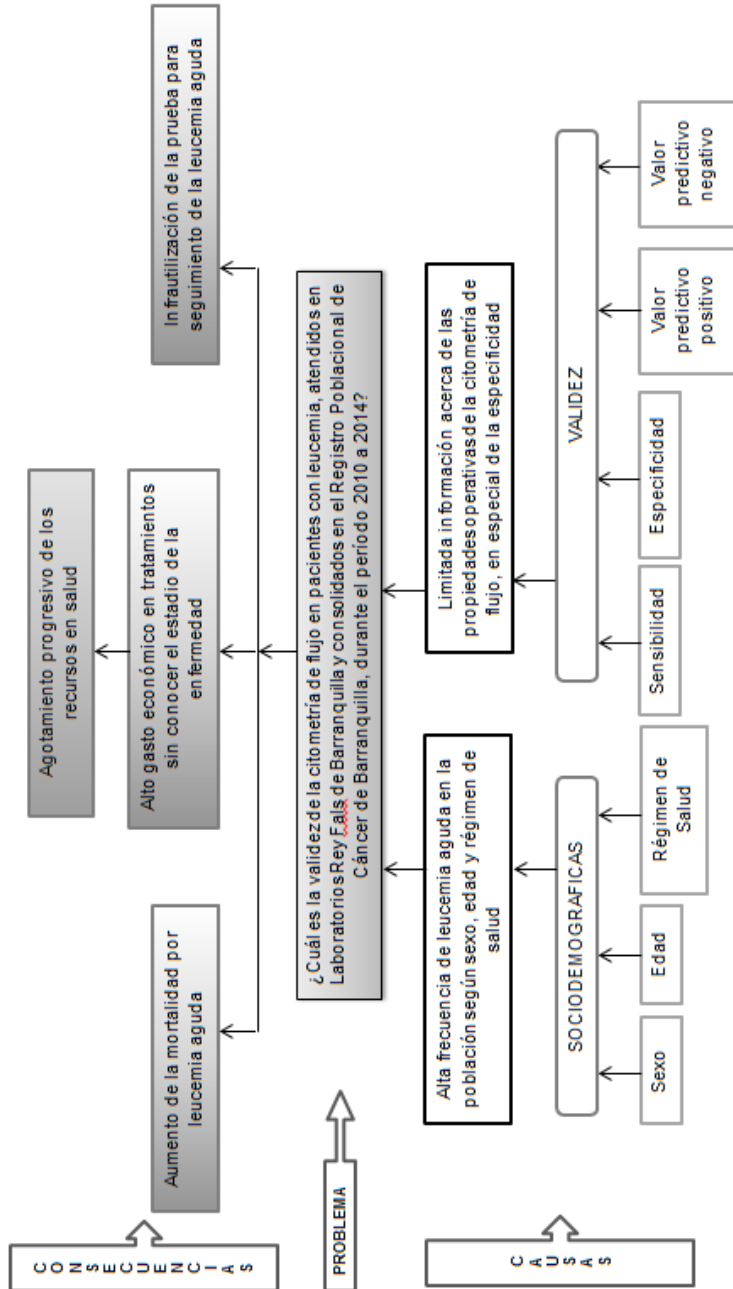 C
O
N
S
E
C
U
E
N
C
I
A
S
Agotamiento progresivo de los
recursos en salud
Aumento de la mortalidad por
leucemia aguda
Alto gasto económico en tratamientos
sin conocer el estadio de la
enfermedad
Infrautilización de la prueba para
seguimiento de la leucemia aguda
PROBLEMA
¿Cuál es la validez de la citometría de flujo en pacientes con leucemia, atendidos en
Laboratorios Rey Fals de Barranquilla y consolidados en el Registro Poblacional de
Cáncer de Barranquilla, durante el período 2010 a 2014?
C
A
U
S
A
S
Alta frecuencia de leucemia aguda en la
población según sexo, edad y régimen de
salud
Limitada información acerca de las
propiedades operativas de la citometría de
flujo, en especial de la especificidad
SOCIODEMOGRAFICAS
VALIDEZ
Sexo
Edad
Régimen de
Salud
Sensibilidad
Especificidad
Valor
predictivo
positivo
Valor
predictivo
negativo